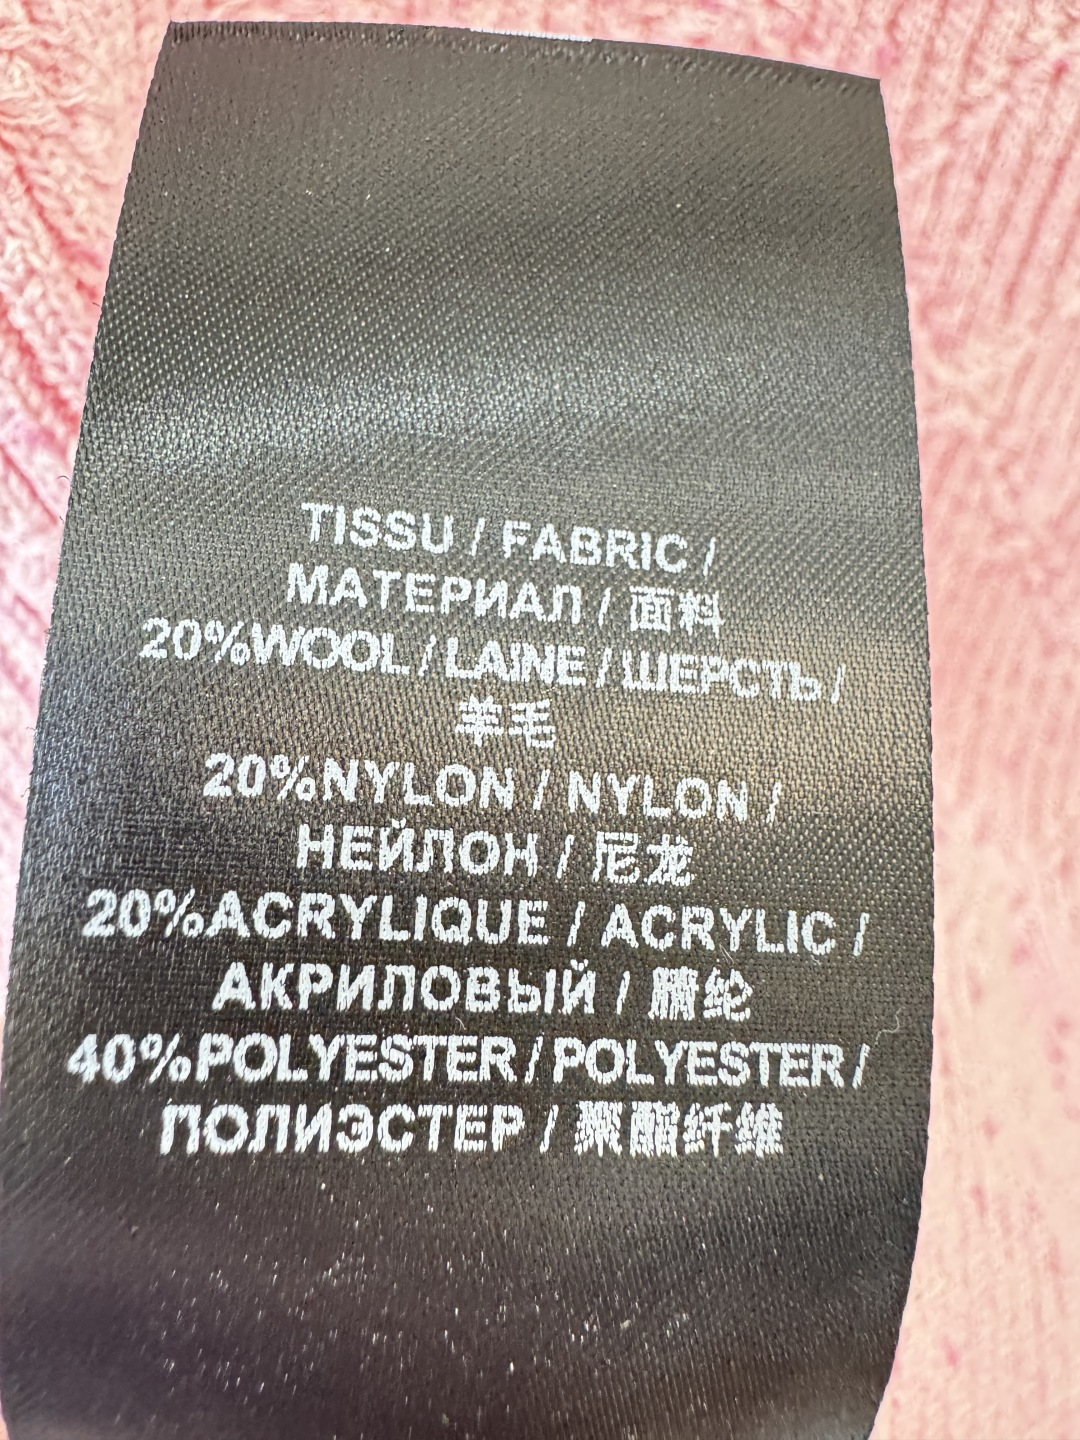 TISSU / FABRIC /
МАТЕРИАЛ / 面料
20%WOOL / LAINE / ШЕРСТЬ /
羊毛
20%NYLON / NYLON /
НЕЙЛОН / 尼龙
20%ACRYLIQUE / ACRYLIC /
АКРИЛОВЫЙ / 腈纶
40%POLYESTER / POLYESTER /
ПОЛИЭСТЕР / 聚酯纤维